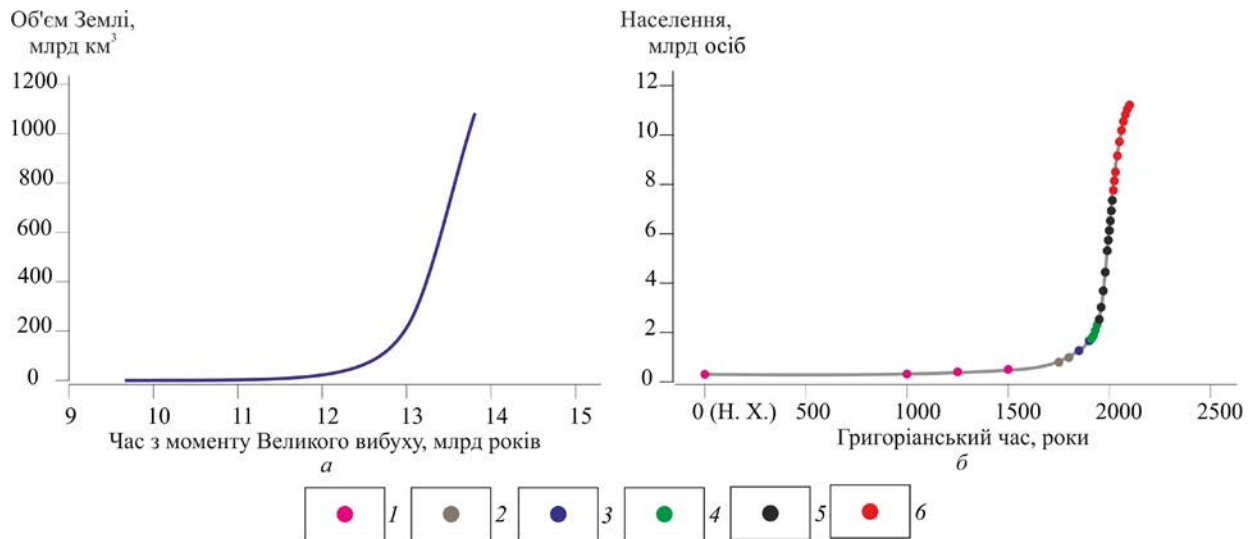 Об'єм Землі,
млрд км³
1200
1000
800
600
400
200
0
9 10 11 12 13 14 15
Час з моменту Великого вибуху, млрд років
а
Населення,
млрд осіб
12
10
8
6
4
2
0
0 (Н. Х.) 500 1000 1500 2000 2500
Григоріанський час, роки
б
1 2 3 4 5 6